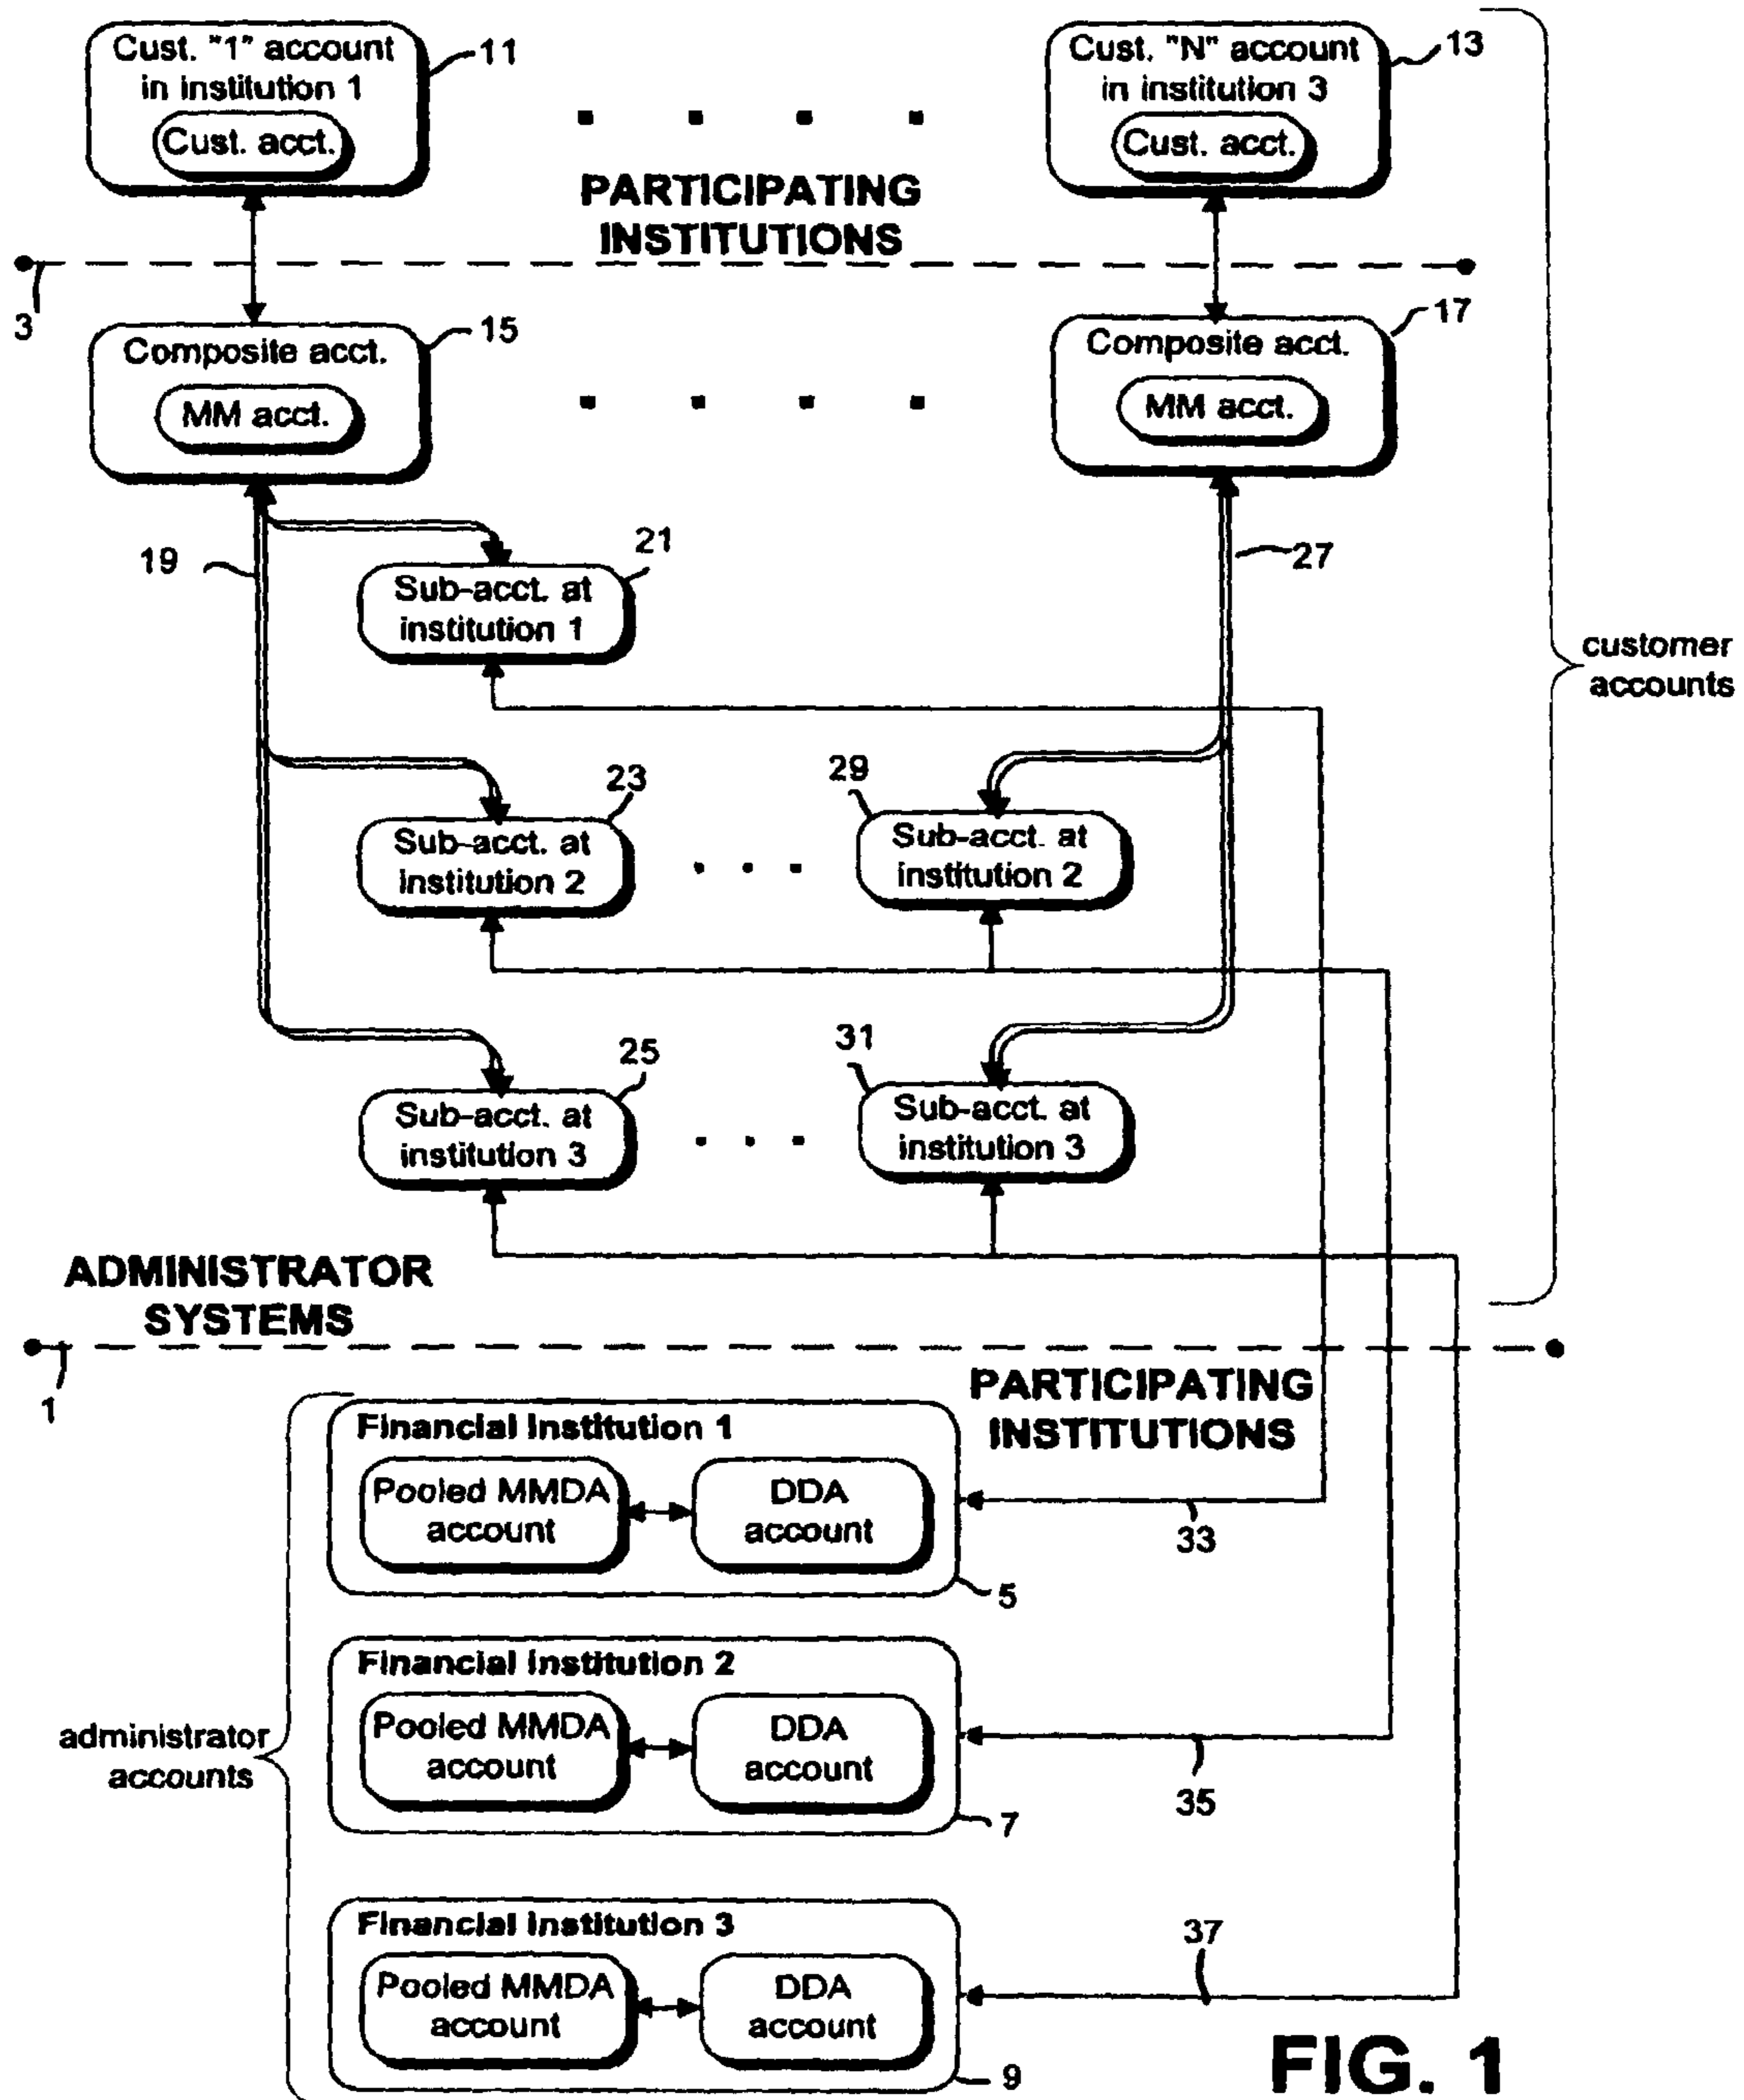 Cust. "1" account
in institution 1
Cust. acct.
11
Cust. "N" account
in institution 3
Cust. acct.
13
PARTICIPATING
INSTITUTIONS
3
Composite acct.
MM acct.
15
Composite acct.
MM acct.
17
19
21
27
Sub-acct. at
institution 1
customer
accounts
23
29
Sub-acct. at
institution 2
Sub-acct. at
institution 2
25
31
Sub-acct. at
institution 3
Sub-acct. at
institution 3
ADMINISTRATOR
SYSTEMS
1
PARTICIPATING
INSTITUTIONS
administrator
accounts
Financial Institution 1
Pooled MMDA
account
DDA
account
33
5
Financial Institution 2
Pooled MMDA
account
DDA
account
35
7
Financial Institution 3
Pooled MMDA
account
DDA
account
37
9
FIG. 1